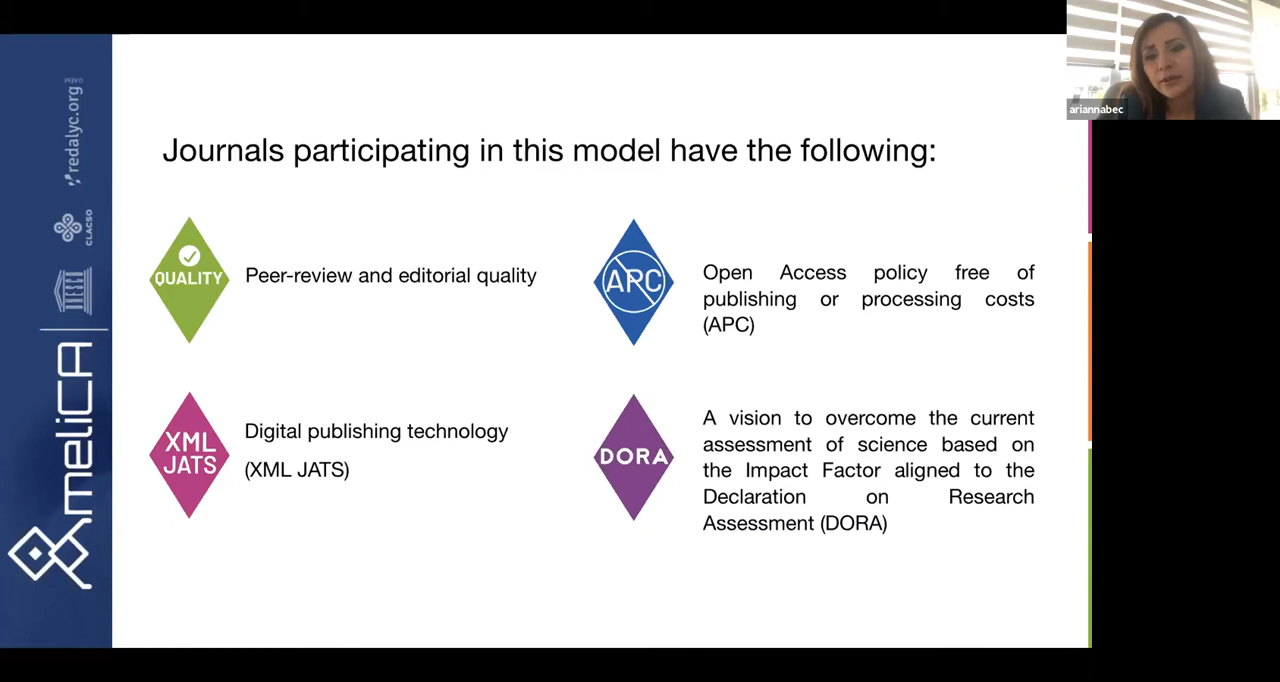 ariannabec
Journals participating in this model have the following:
QUALITY
Peer-review and editorial quality
APC
Open Access policy free of
publishing or processing costs
(APC)
XML
JATS
Digital publishing technology
(XML JATS)
DORA
A vision to overcome the current
assessment of science based on
the Impact Factor aligned to the
Declaration on Research
Assessment (DORA)
redalyc.org
UAEM
CLACSO
UNESCO
meliCA